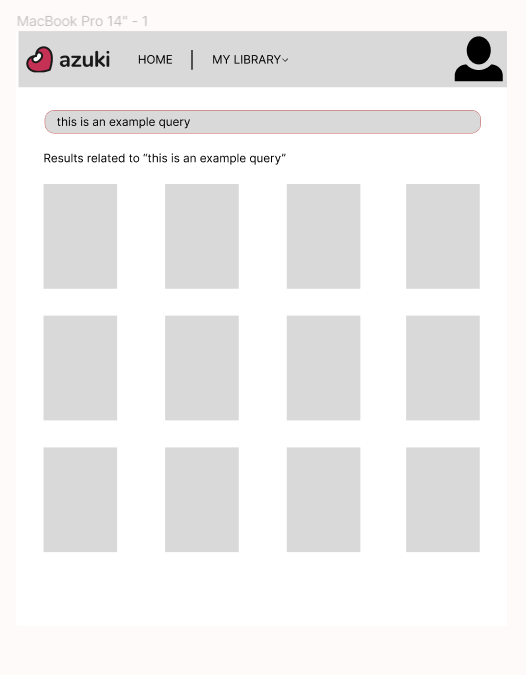 MacBook Pro 14" - 1
azuki HOME MY LIBRARY
this is an example query
Results related to “this is an example query”